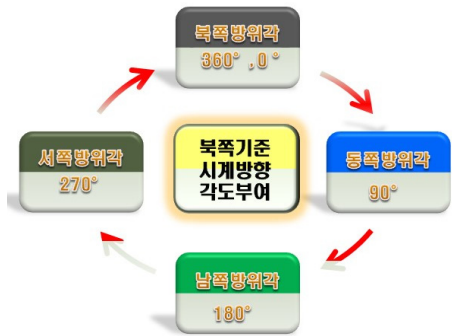 북쪽방위각
360° , 0°
서쪽방위각
270°
북쪽기준
시계방향
각도부여
동쪽방위각
90°
남쪽방위각
180°